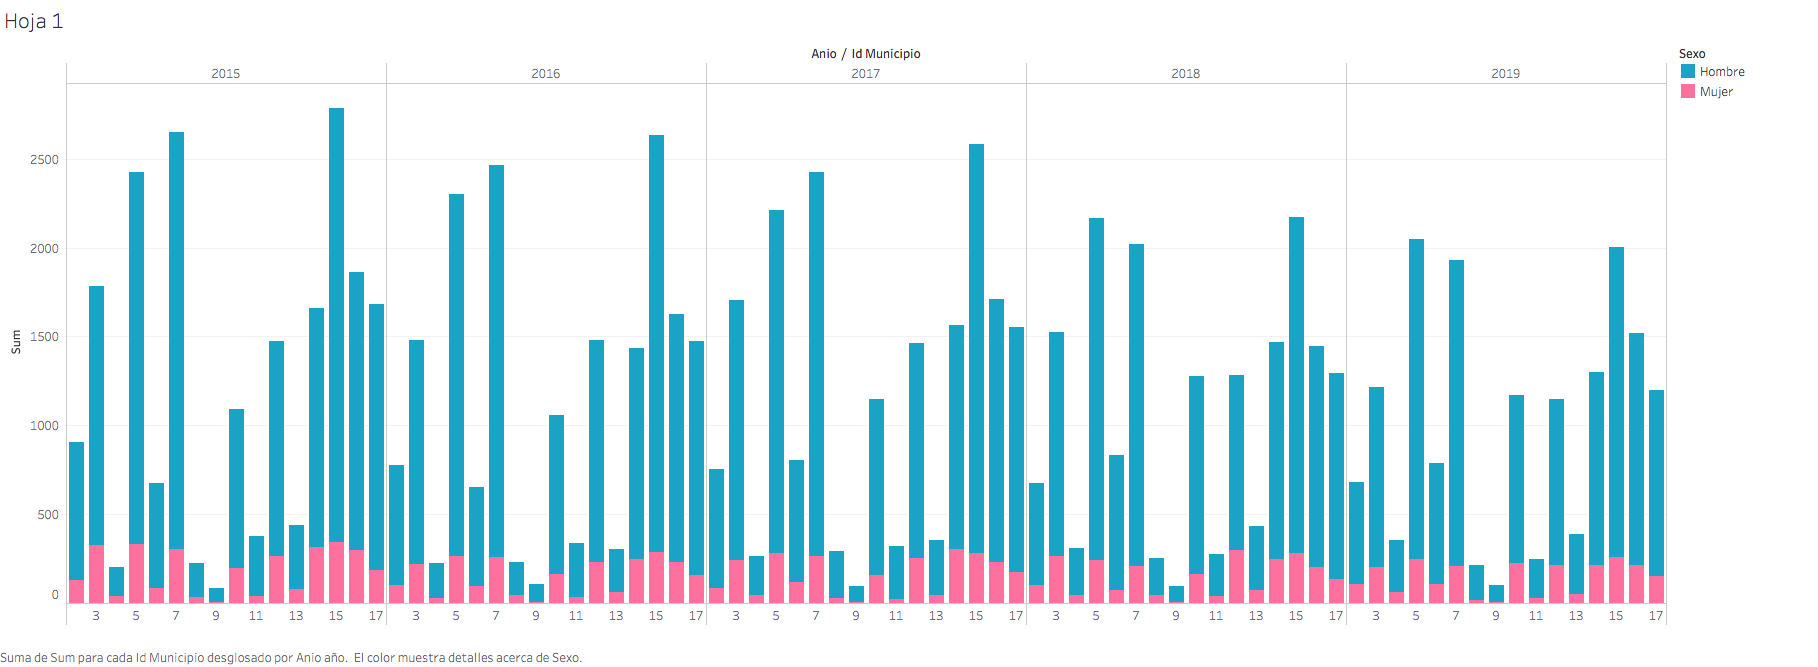 Hoja 1
Anio / Id Municipio
Sexo
2015 2016 2017 2018 2019
Hombre
Mujer
Sum
2500
2000
1500
1000
500
0
3 5 7 9 11 13 15 17 3 5 7 9 11 13 15 17 3 5 7 9 11 13 15 17 3 5 7 9 11 13 15 17 3 5 7 9 11 13 15 17
Suma de Sum para cada Id Municipio desglosado por Anio año. El color muestra detalles acerca de Sexo.